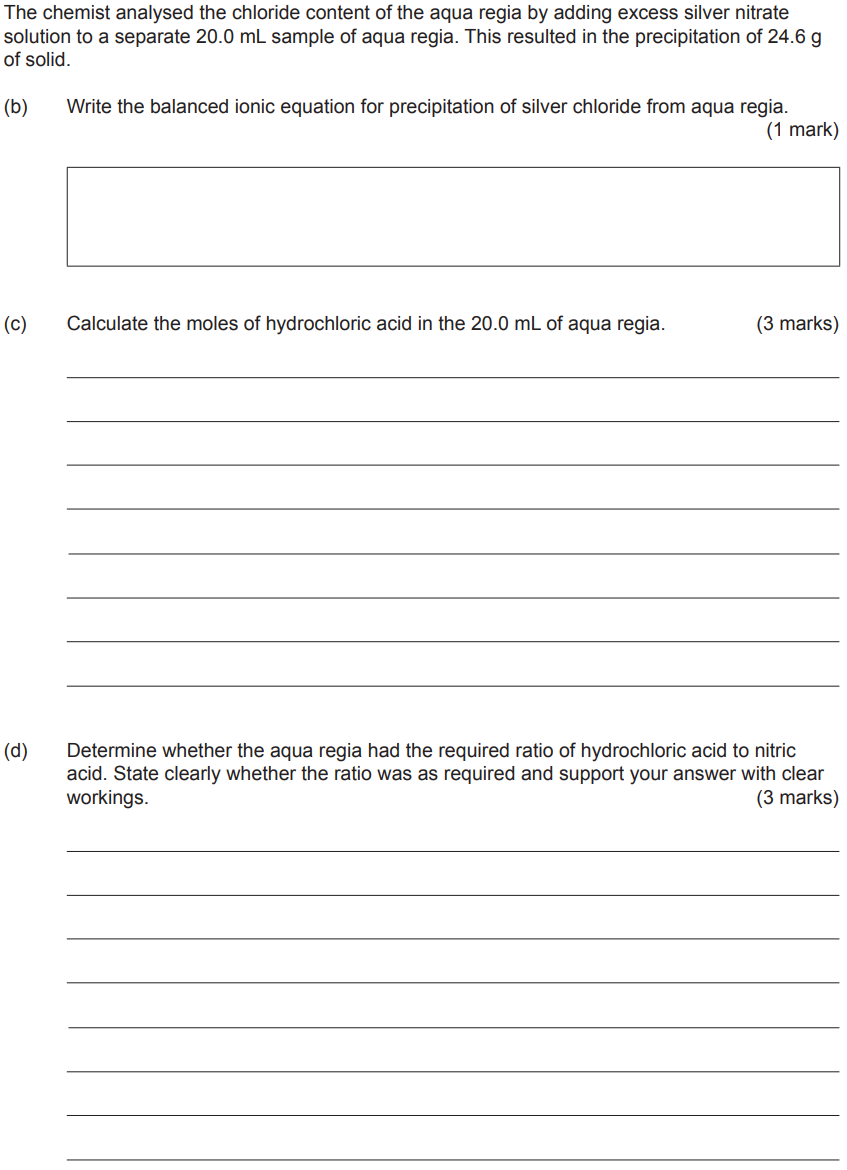 The chemist analysed the chloride content of the aqua regia by adding excess silver nitrate
solution to a separate 20.0 mL sample of aqua regia. This resulted in the precipitation of 24.6 g
of solid.
(b) Write the balanced ionic equation for precipitation of silver chloride from aqua regia.
(1 mark)
(c) Calculate the moles of hydrochloric acid in the 20.0 mL of aqua regia. (3 marks)
(d) Determine whether the aqua regia had the required ratio of hydrochloric acid to nitric
acid. State clearly whether the ratio was as required and support your answer with clear
workings. (3 marks)